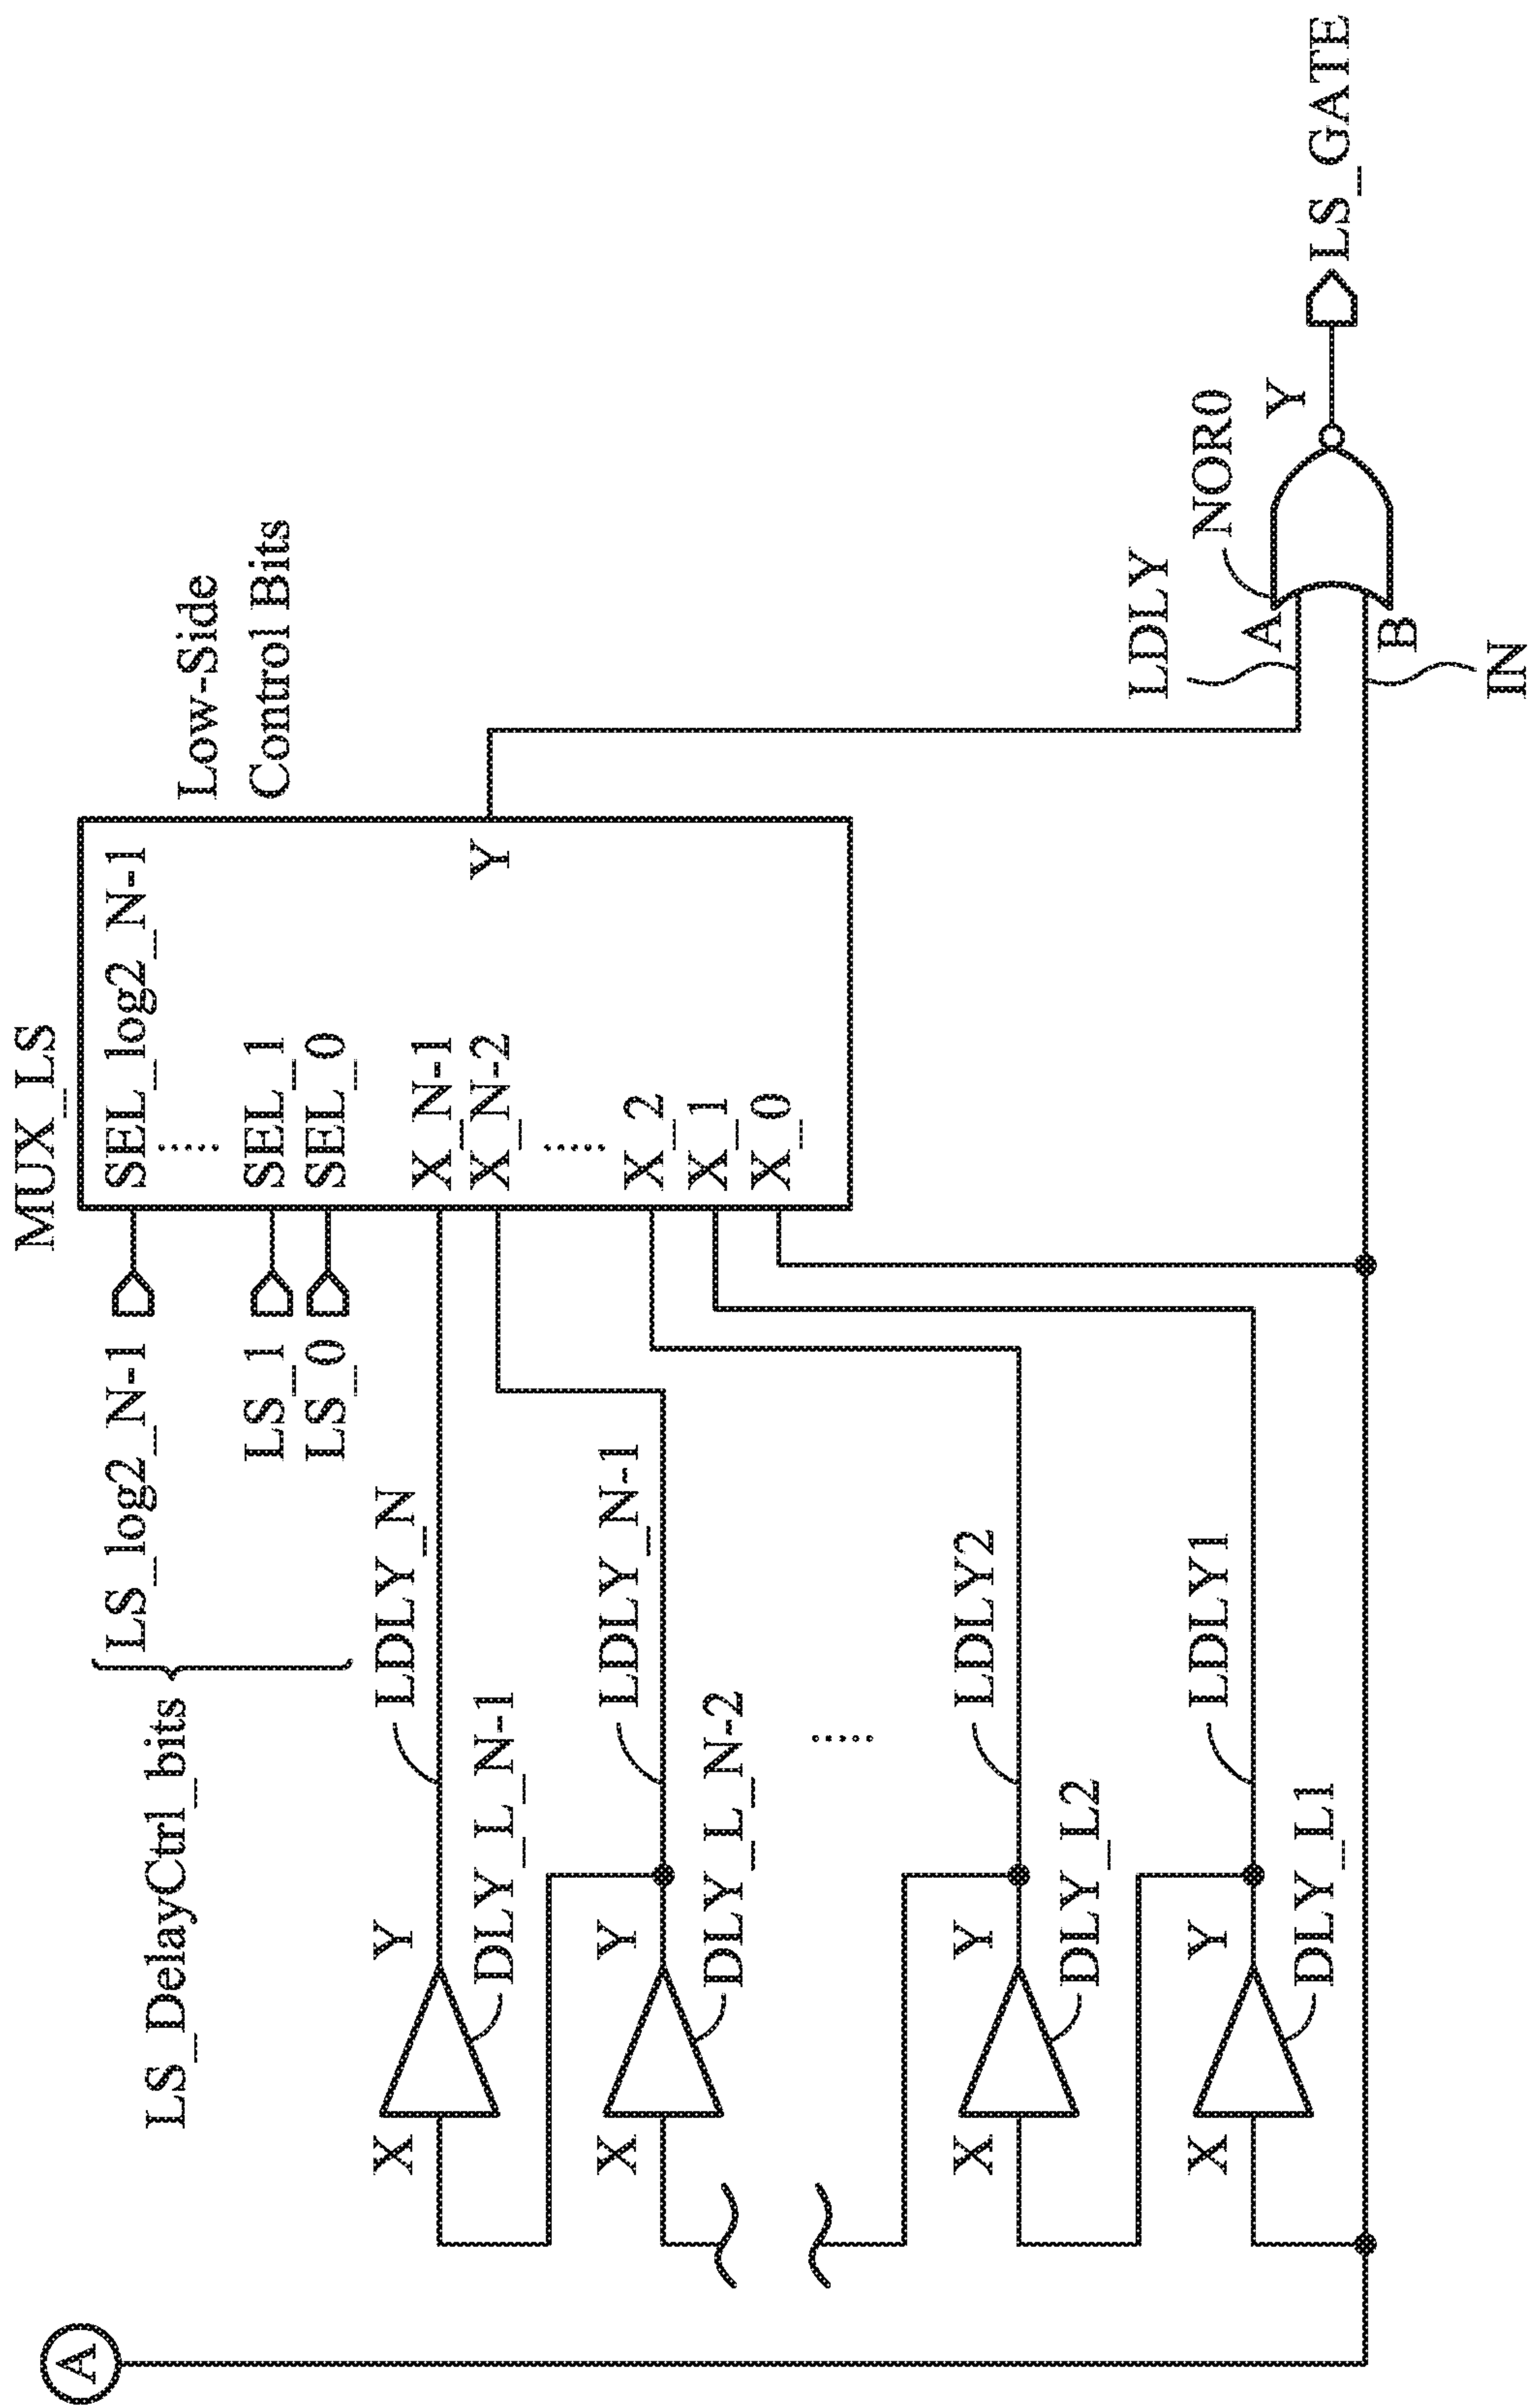 MUX_LS
LS_DelayCtrl_bits
LS_log2_N-1
LS_1
LS_0
SEL_log2_N-1
SEL_1
SEL_0
X_N-1
X_N-2
X_2
X_1
X_0
Y
Low-Side
Control Bits
X
Y
LDLY_N
DLY_L_N-1
X
Y
LDLY_N-1
DLY_L_N-2
X
Y
LDLY2
DLY_L2
X
Y
LDLY1
DLY_L1
A
LDLY
A
NOR0
Y
LS_GATE
B
IN